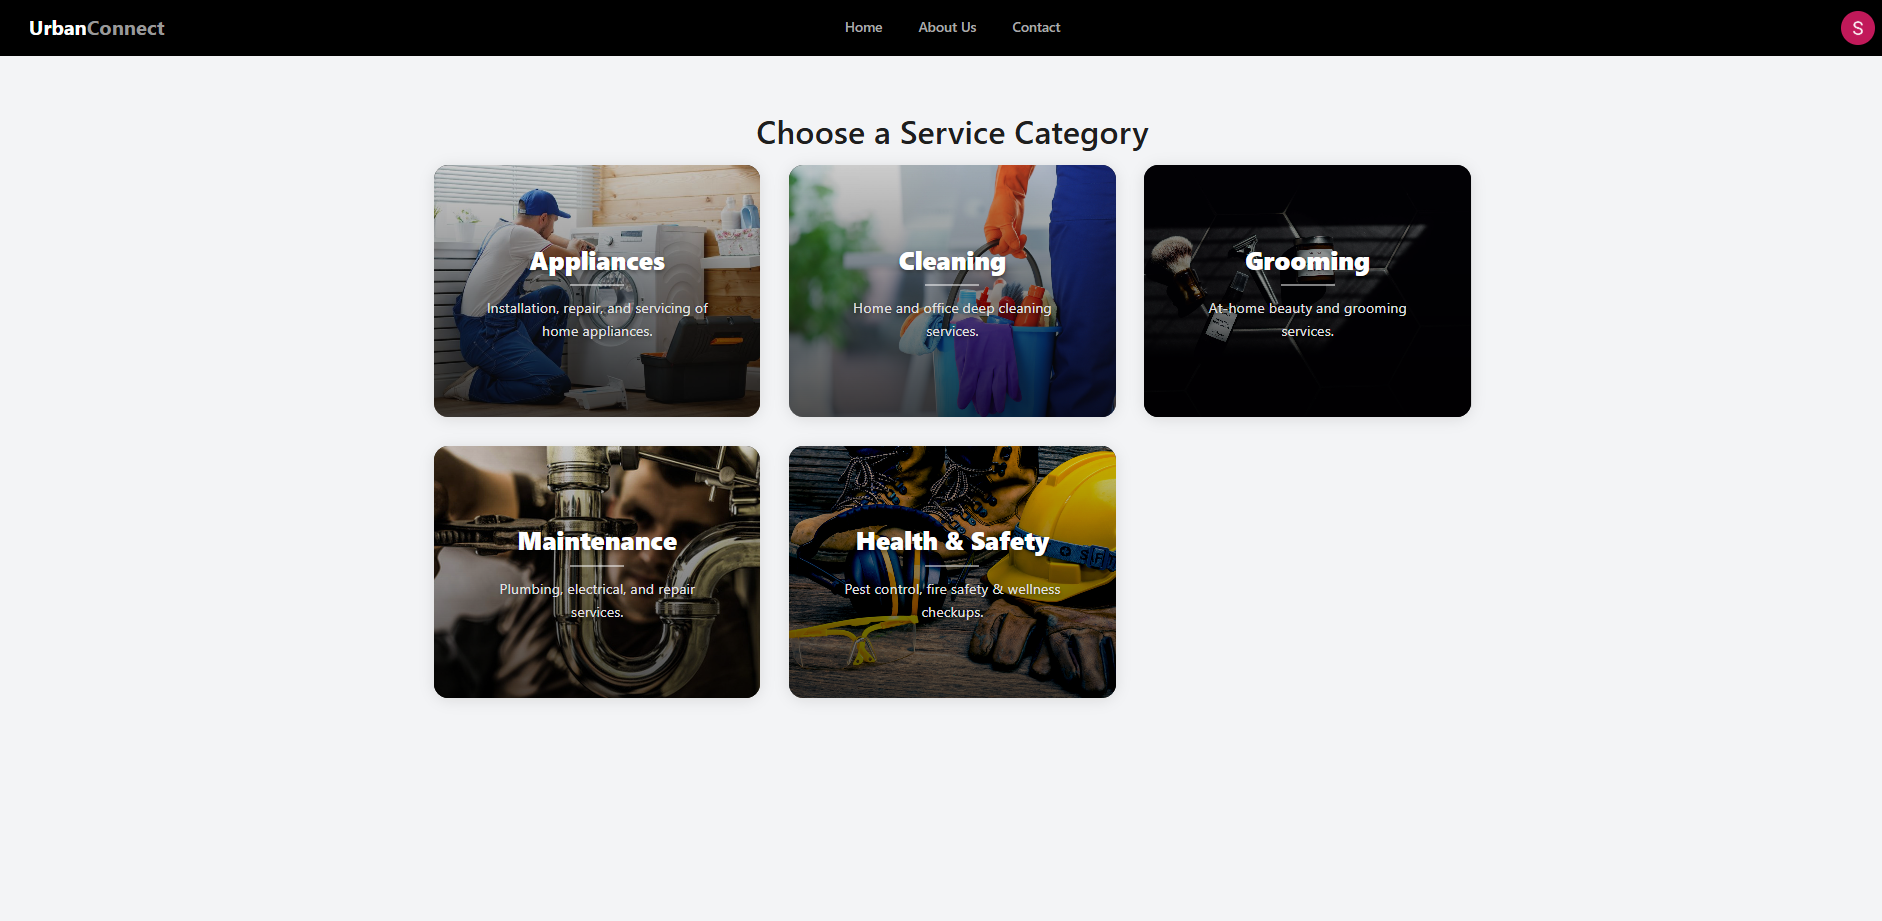 UrbanConnect
Home
About Us
Contact
S
Choose a Service Category
Appliances
Installation, repair, and servicing of
home appliances.
Cleaning
Home and office deep cleaning
services.
Grooming
At-home beauty and grooming
services.
Maintenance
Plumbing, electrical, and repair
services.
Health & Safety
Pest control, fire safety & wellness
checkups.